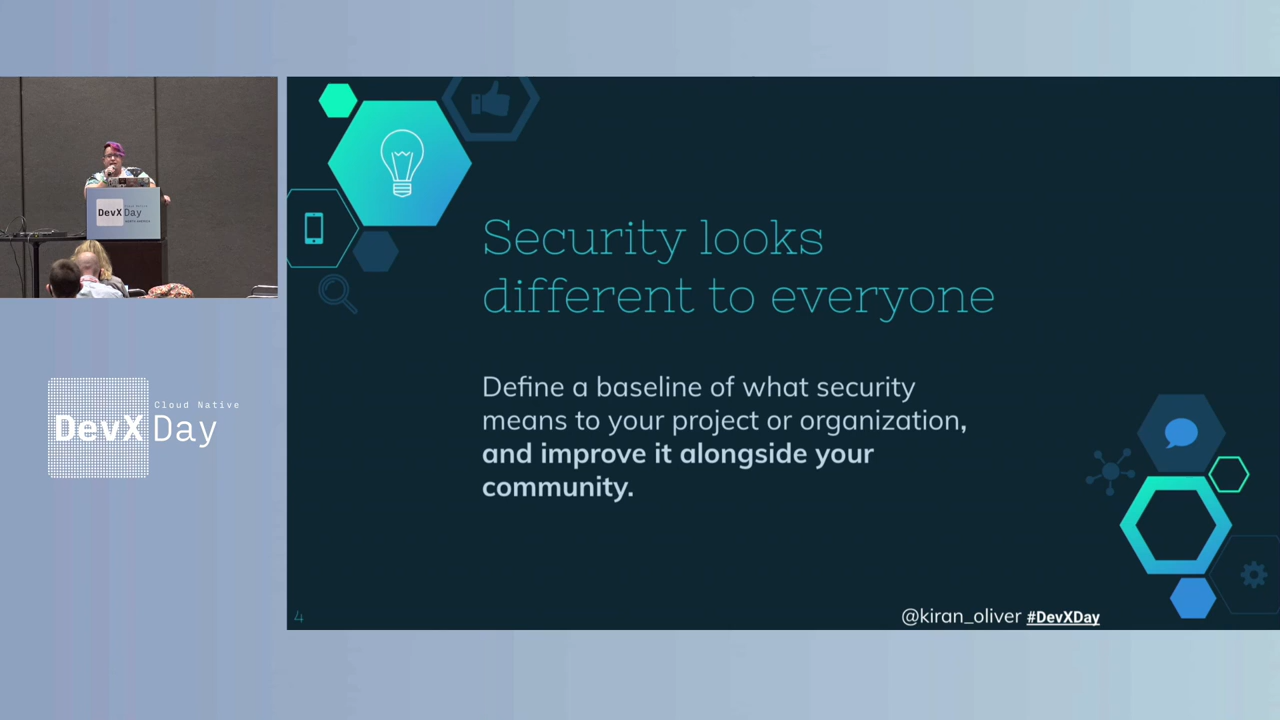 DevX Day
Cloud Native
DevX Day
Security looks
different to everyone
Define a baseline of what security
means to your project or organization,
and improve it alongside your
community.
4
@kiran_oliver #DevXDay